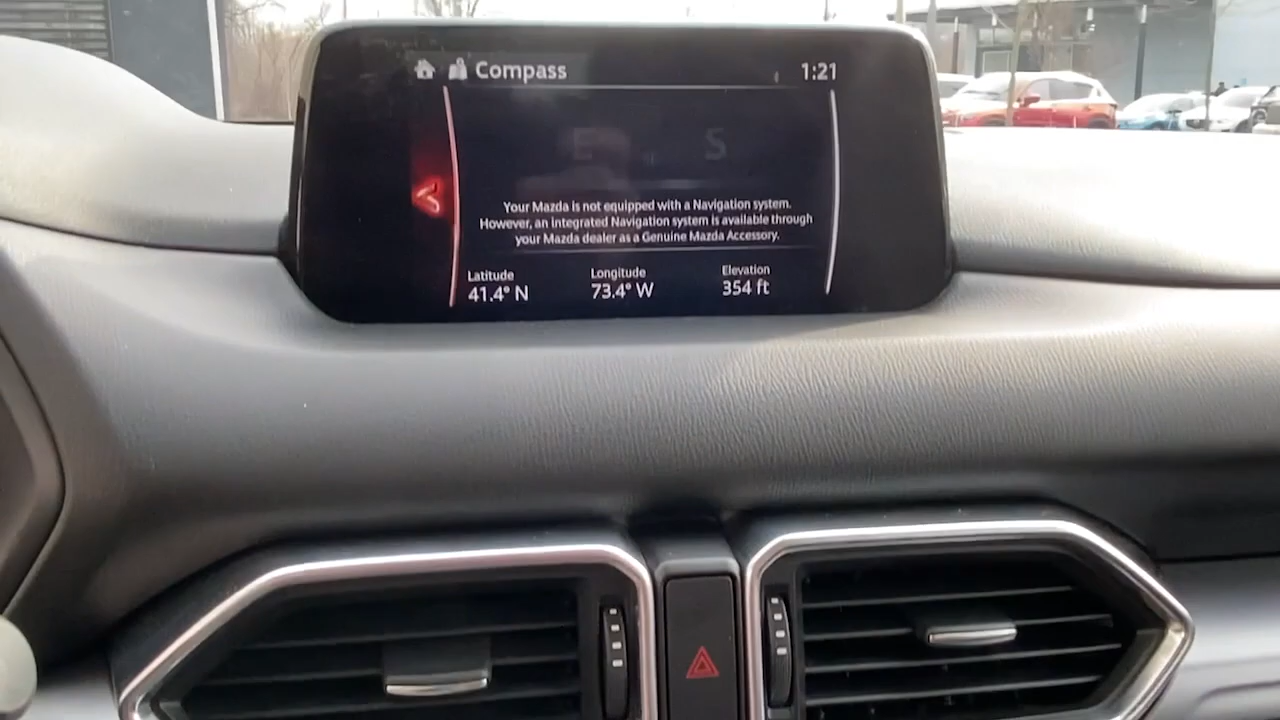 Compass
1:21
E S
Your Mazda is not equipped with a Navigation system.
However, an integrated Navigation system is available through
your Mazda dealer as a Genuine Mazda Accessory.
Latitude Longitude Elevation
41.4° N 73.4° W 354 ft